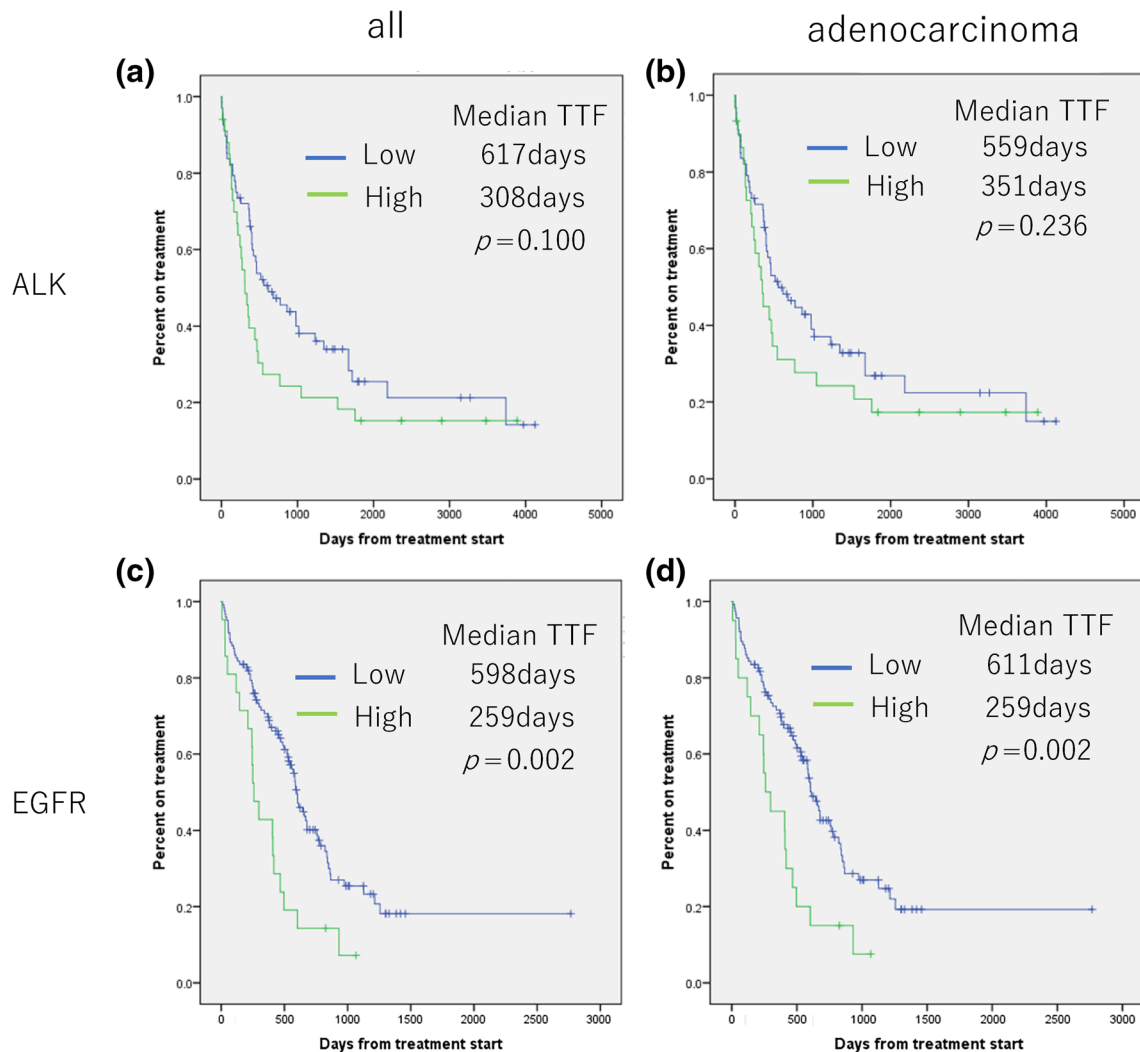 all
adenocarcinoma
(a)
Median TTF
Low 617days
High 308days
p=0.100
1.0
0.8
0.6
0.4
0.2
0.0
Percent on treatment
0 1000 2000 3000 4000 5000
Days from treatment start
(b)
Median TTF
Low 559days
High 351days
p=0.236
1.0
0.8
0.6
0.4
0.2
0.0
Percent on treatment
0 1000 2000 3000 4000 5000
Days from treatment start
ALK
(c)
Median TTF
Low 598days
High 259days
p=0.002
1.0
0.8
0.6
0.4
0.2
0.0
Percent on treatment
0 500 1000 1500 2000 2500 3000
Days from treatment start
(d)
Median TTF
Low 611days
High 259days
p=0.002
1.0
0.8
0.6
0.4
0.2
0.0
Percent on treatment
0 500 1000 1500 2000 2500 3000
Days from treatment start
EGFR